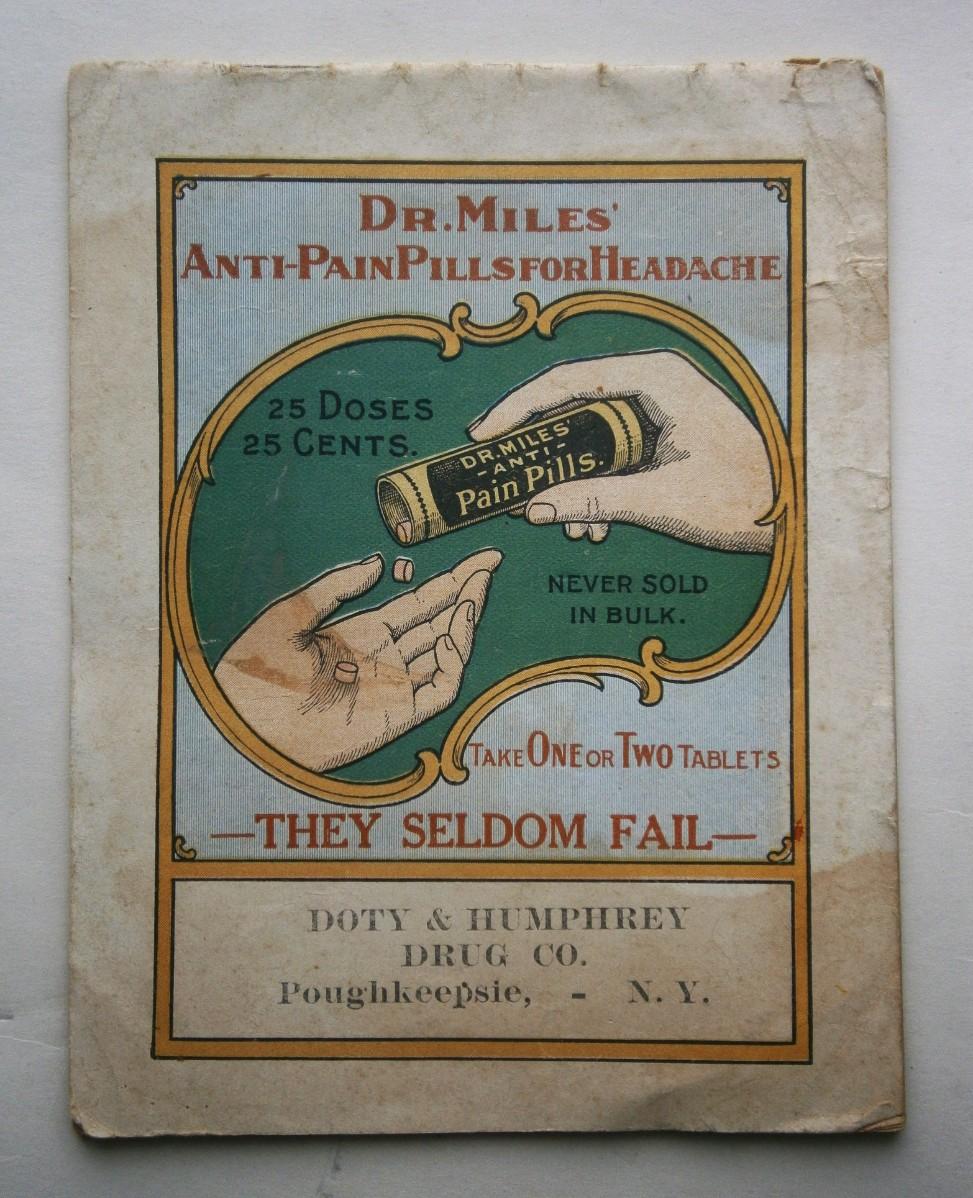 DR. MILES'
ANTI-PAIN PILLS FOR HEADACHE
25 DOSES
25 CENTS.
DR. MILES'
-ANTI-
Pain Pills.
NEVER SOLD
IN BULK.
TAKE ONE OR TWO TABLETS
—THEY SELDOM FAIL—
DOTY & HUMPHREY
DRUG CO.
Poughkeepsie, - N. Y.